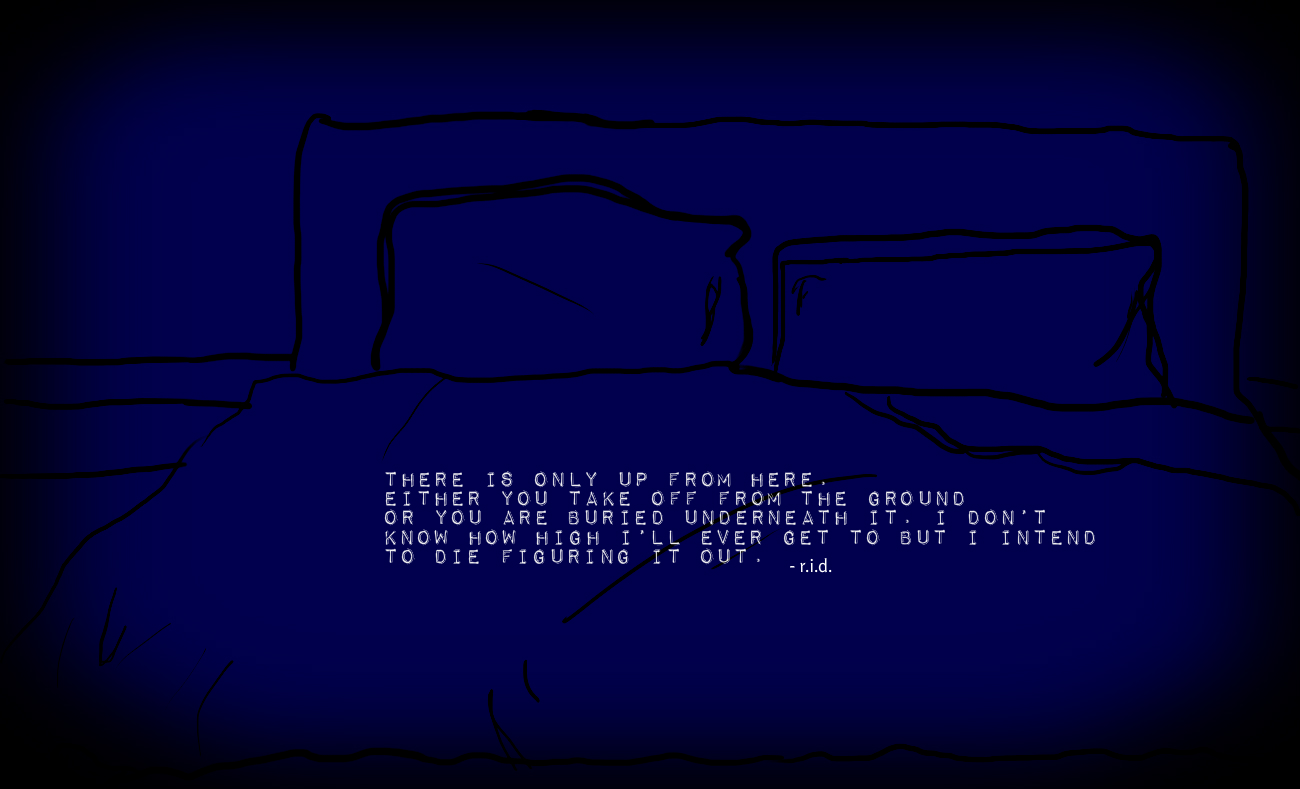 THERE IS ONLY UP FROM HERE.
EITHER YOU TAKE OFF FROM THE GROUND
OR YOU ARE BURIED UNDERNEATH IT. I DON'T
KNOW HOW HIGH I'LL EVER GET TO BUT I INTEND
TO DIE FIGURING IT OUT.
- r.i.d.